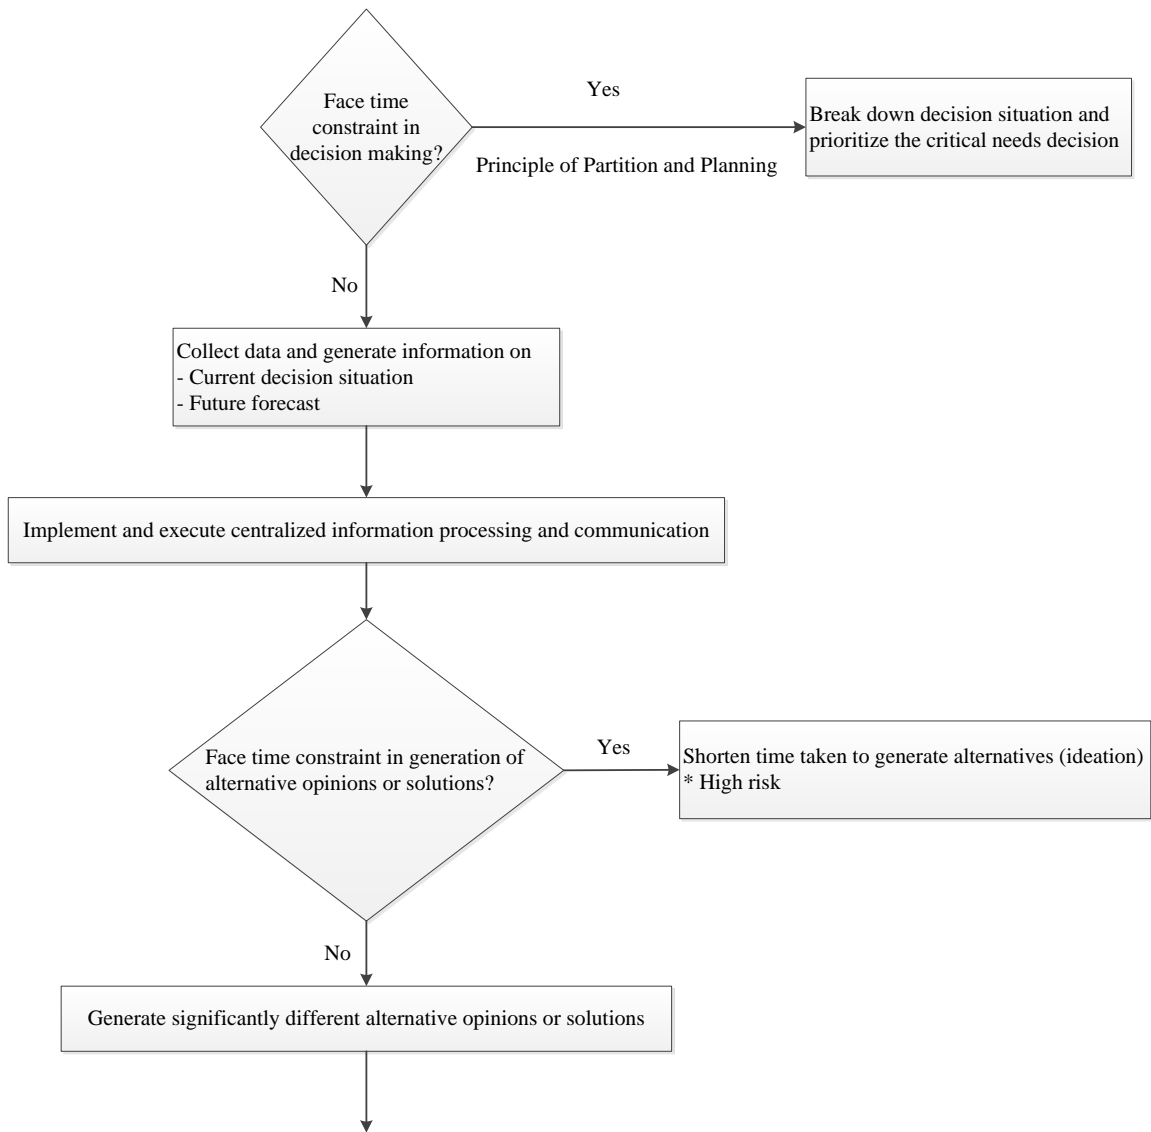 Face time
constraint in
decision making?
Yes
Principle of Partition and Planning
Break down decision situation and
prioritize the critical needs decision
No
Collect data and generate information on
- Current decision situation
- Future forecast
Implement and execute centralized information processing and communication
Face time constraint in generation of
alternative opinions or solutions?
Yes
Shorten time taken to generate alternatives (ideation)
* High risk
No
Generate significantly different alternative opinions or solutions